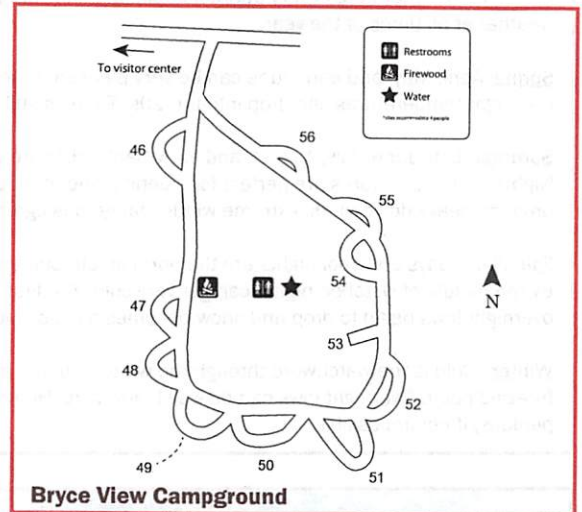 To visitor center
Restrooms
Firewood
Water
46
56
55
54
N
47
53
48
52
49
50
51
Bryce View Campground